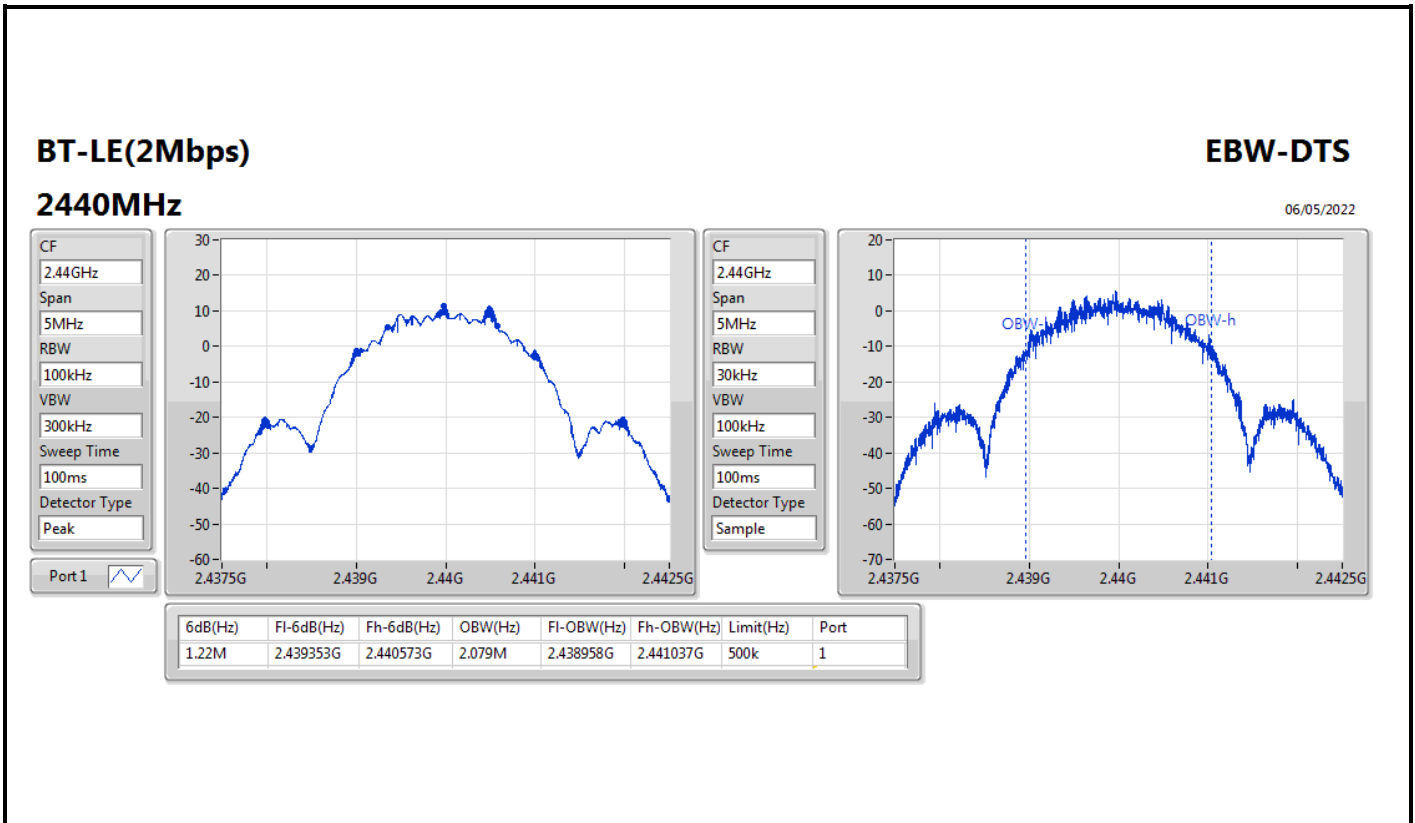 BT-LE(2Mbps)
EBW-DTS
2440MHz
06/05/2022
CF
2.44GHz
Span
5MHz
RBW
100kHz
VBW
300kHz
Sweep Time
100ms
Detector Type
Peak
Port 1
30
20
10
0
-10
-20
-30
-40
-50
-60
2.4375G 2.439G 2.44G 2.441G 2.4425G
CF
2.44GHz
Span
5MHz
RBW
30kHz
VBW
100kHz
Sweep Time
100ms
Detector Type
Sample
20
10
0
-10
-20
-30
-40
-50
-60
-70
OBW-l
OBW-h
2.4375G 2.439G 2.44G 2.441G 2.4425G
6dB(Hz) Fl-6dB(Hz) Fh-6dB(Hz) OBW(Hz) Fl-OBW(Hz) Fh-OBW(Hz) Limit(Hz) Port
1.22M 2.439353G 2.440573G 2.079M 2.438958G 2.441037G 500k 1